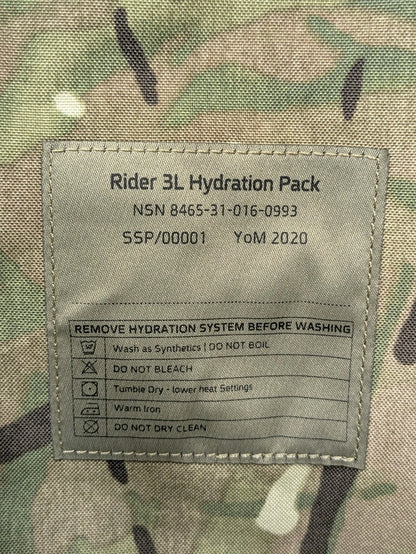 Rider 3L Hydration Pack
NSN 8465-31-016-0993
SSP/00001 YoM 2020
REMOVE HYDRATION SYSTEM BEFORE WASHING
Wash as Synthetics | DO NOT BOIL
DO NOT BLEACH
Tumble Dry - lower heat Settings
Warm Iron
DO NOT DRY CLEAN